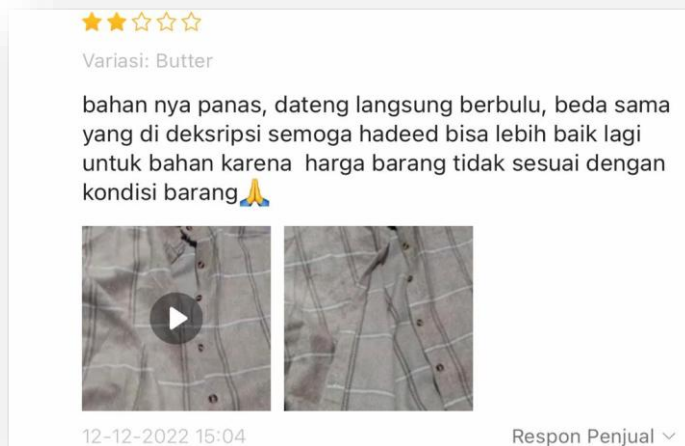 Variasi: Butter
bahan nya panas, dateng langsung berbulu, beda sama
yang di deksripsi semoga hadeed bisa lebih baik lagi
untuk bahan karena harga barang tidak sesuai dengan
kondisi barang🙏
12-12-2022 15:04
Respon Penjual